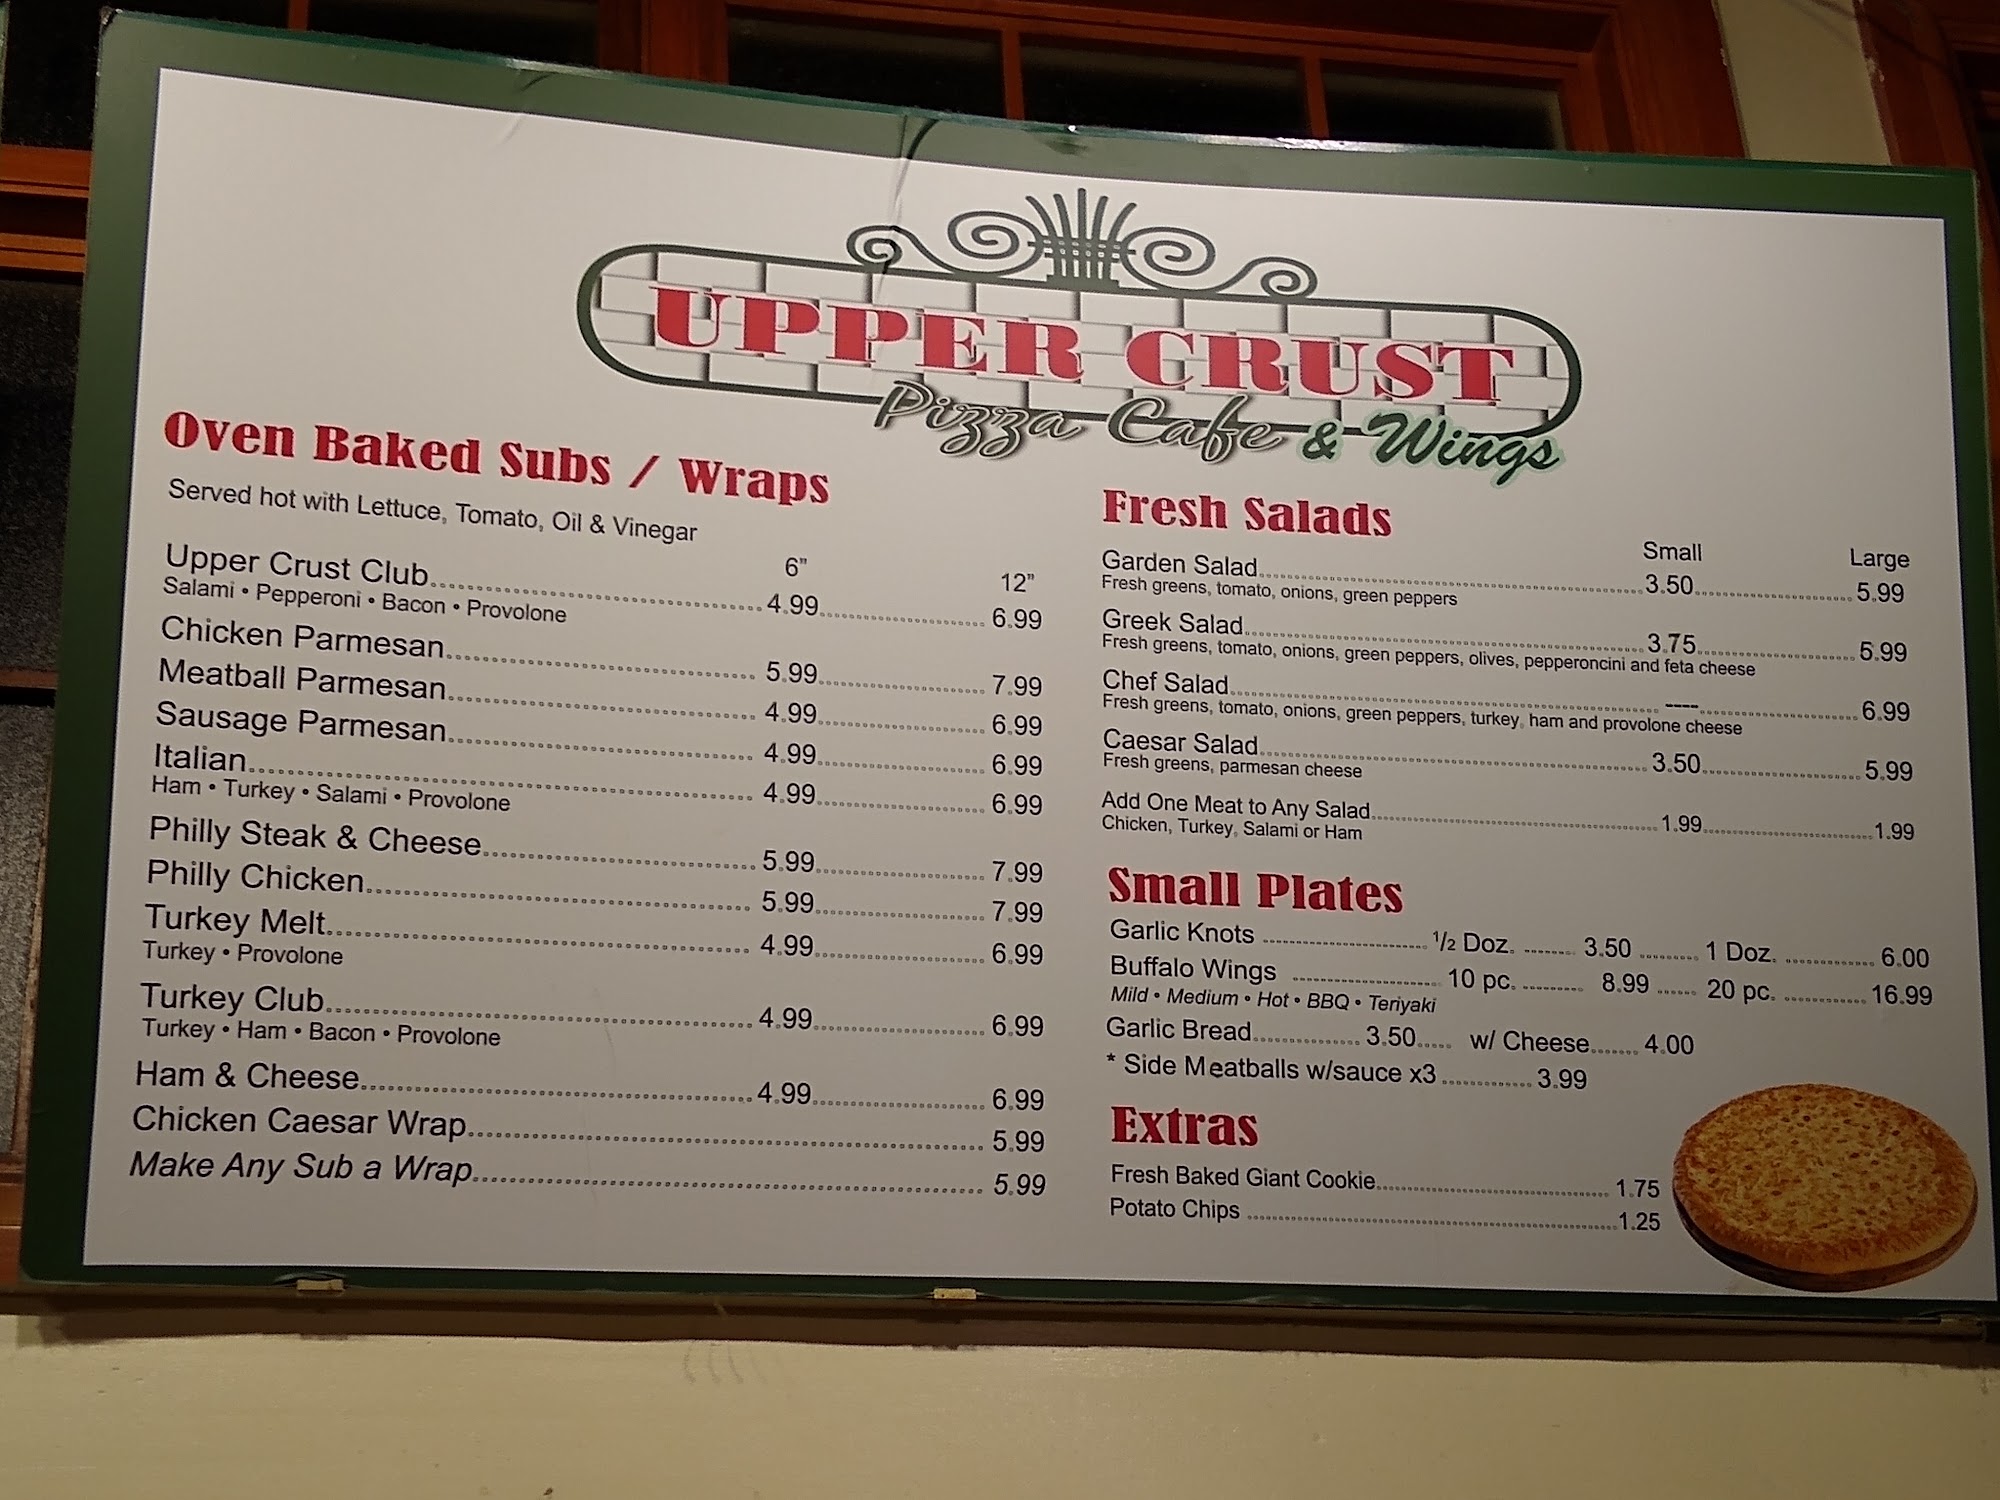 UPPER CRUST
Pizza Cafe & Wings
Oven Baked Subs / Wraps
Served hot with Lettuce, Tomato, Oil & Vinegar
6" 12"
Upper Crust Club 4.99 6.99
Salami • Pepperoni • Bacon • Provolone
Chicken Parmesan 5.99 7.99
Meatball Parmesan 4.99 6.99
Sausage Parmesan 4.99 6.99
Italian 4.99 6.99
Ham • Turkey • Salami • Provolone
Philly Steak & Cheese 5.99 7.99
Philly Chicken 5.99 7.99
Turkey Melt 4.99 6.99
Turkey • Provolone
Turkey Club 4.99 6.99
Turkey • Ham • Bacon • Provolone
Ham & Cheese 4.99 6.99
Chicken Caesar Wrap 5.99
Make Any Sub a Wrap 5.99
Fresh Salads
Small Large
Garden Salad 3.50 5.99
Fresh greens, tomato, onions, green peppers
Greek Salad 3.75 5.99
Fresh greens, tomato, onions, green peppers, olives, pepperoncini and feta cheese
Chef Salad ---- 6.99
Fresh greens, tomato, onions, green peppers, turkey, ham and provolone cheese
Caesar Salad 3.50 5.99
Fresh greens, parmesan cheese
Add One Meat to Any Salad 1.99 1.99
Chicken, Turkey, Salami or Ham
Small Plates
Garlic Knots 1/2 Doz. 3.50 1 Doz. 6.00
Buffalo Wings 10 pc. 8.99 20 pc. 16.99
Mild • Medium • Hot • BBQ • Teriyaki
Garlic Bread 3.50 w/ Cheese 4.00
* Side Meatballs w/sauce x3 3.99
Extras
Fresh Baked Giant Cookie 1.75
Potato Chips 1.25